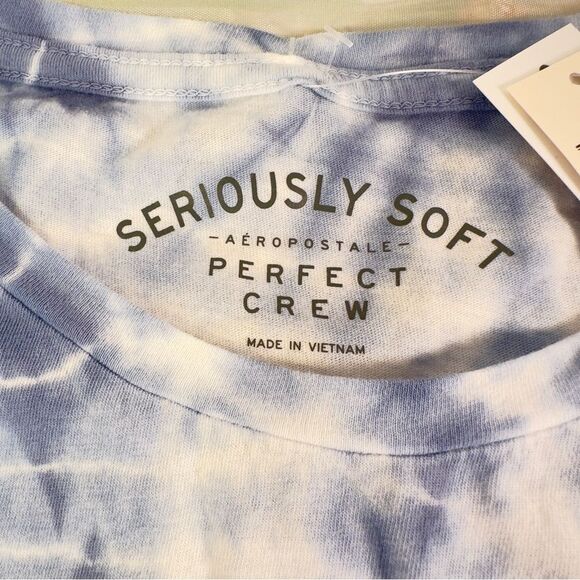 SERIOUSLY SOFT
- AÉROPOSTALE -
PERFECT
CREW
MADE IN VIETNAM